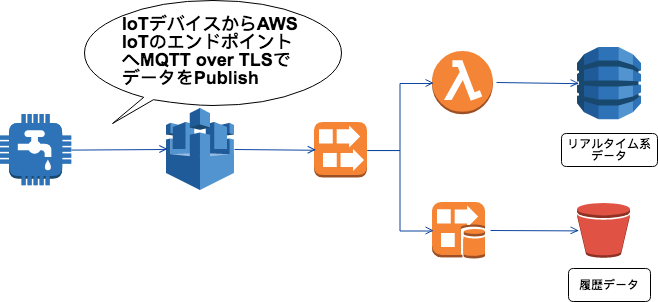 IoTデバイスからAWS
IoTのエンドポイント
へMQTT over TLSで
データをPublish
リアルタイム系
データ
履歴データ